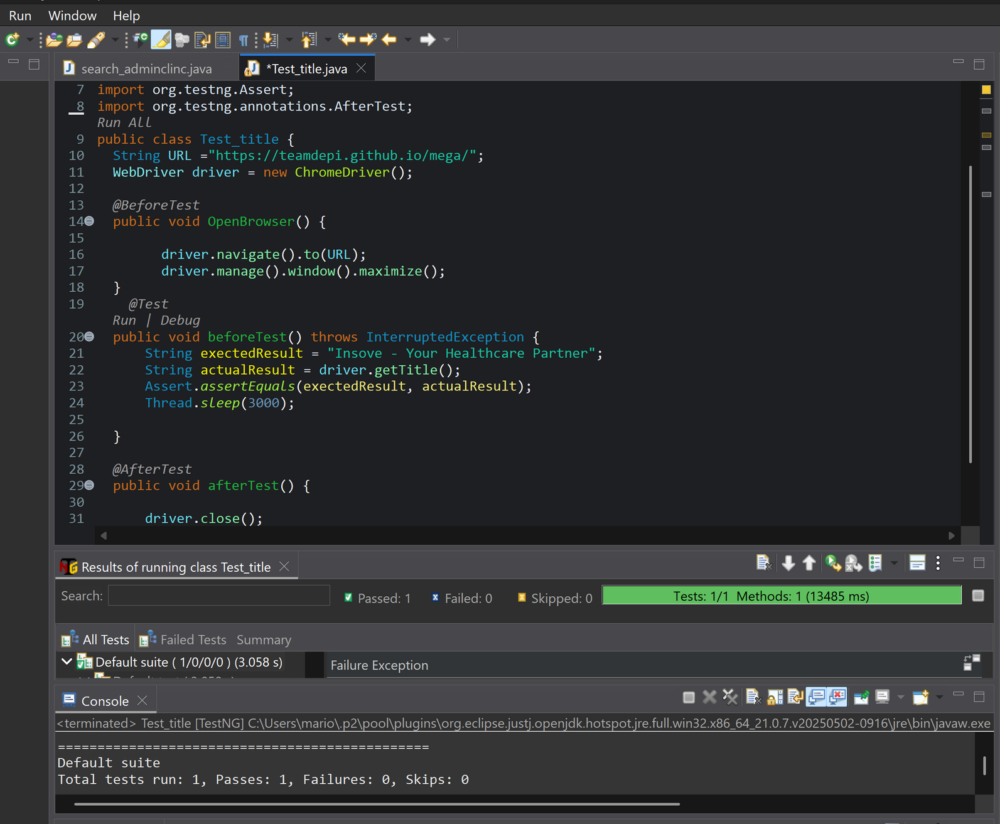 Run Window Help
search_adminclinc.java *Test_title.java
7 import org.testng.Assert;
8 import org.testng.annotations.AfterTest;
Run All
9 public class Test_title {
10 String URL ="https://teamdepi.github.io/mega/";
11 WebDriver driver = new ChromeDriver();
12
13 @BeforeTest
14 public void OpenBrowser() {
15
16 driver.navigate().to(URL);
17 driver.manage().window().maximize();
18 }
19 @Test
Run | Debug
20 public void beforeTest() throws InterruptedException {
21 String exectedResult = "Insove - Your Healthcare Partner";
22 String actualResult = driver.getTitle();
23 Assert.assertEquals(exectedResult, actualResult);
24 Thread.sleep(3000);
25
26 }
27
28 @AfterTest
29 public void afterTest() {
30
31 driver.close();
Results of running class Test_title
Search: Passed: 1 Failed: 0 Skipped: 0 Tests: 1/1 Methods: 1 (13485 ms)
All Tests Failed Tests Summary
Default suite ( 1/0/0/0 ) (3.058 s) Failure Exception
Console
<terminated> Test_title [TestNG] C:\Users\mario\.p2\pool\plugins\org.eclipse.justj.openjdk.hotspot.jre.full.win32.x86_64_21.0.7.v20250502-0916\jre\bin\javaw.exe
===============================================
Default suite
Total tests run: 1, Passes: 1, Failures: 0, Skips: 0